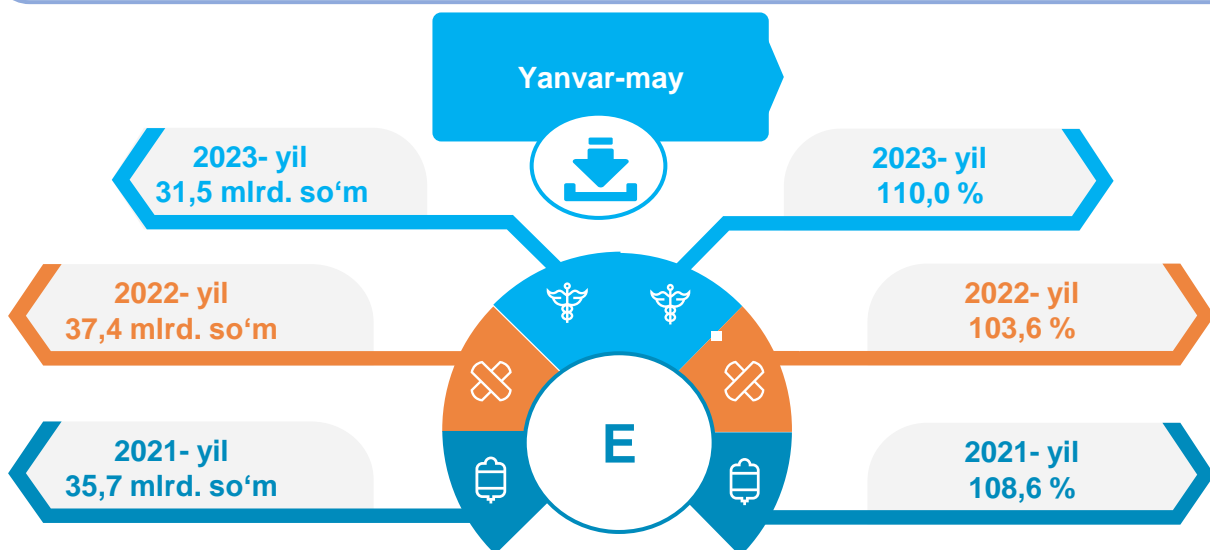 Yanvar-may
2023- yil
31,5 mlrd. so‘m
2023- yil
110,0 %
2022- yil
37,4 mlrd. so‘m
2022- yil
103,6 %
2021- yil
35,7 mlrd. so‘m
2021- yil
108,6 %
E